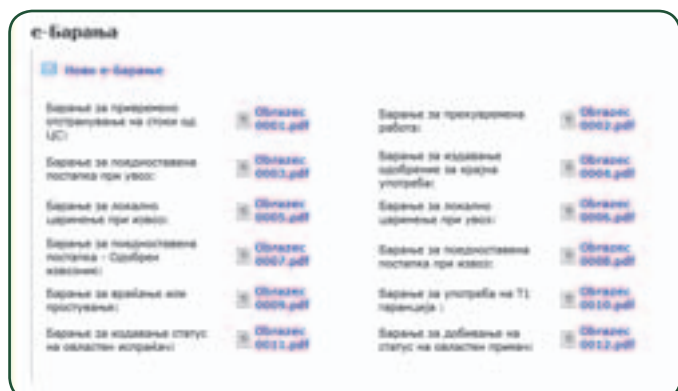 е-Барања
Ново е-Барање
Барање за привремено
отстранување на стоки од
ЦС:
Obrazec
0001.pdf
Барање за прекувремена
работа:
Obrazec
0002.pdf
Барање за поедноставена
постапка при увоз:
Obrazec
0003.pdf
Барање за издавање
одобрение за крајна
употреба:
Obrazec
0004.pdf
Барање за локално
царинење при извоз:
Obrazec
0005.pdf
Барање за локално
царинење при увоз:
Obrazec
0006.pdf
Барање за поедноставена
постапка - Одобрен
извозник:
Obrazec
0007.pdf
Барање за поедноставена
постапка при извоз:
Obrazec
0008.pdf
Барање за враќање или
простување:
Obrazec
0009.pdf
Барање за употреба на Т1
гаранција :
Obrazec
0010.pdf
Барање за издавање статус
на овластен испраќач:
Obrazec
0011.pdf
Барање за добивање на
статус на овластен примач:
Obrazec
0012.pdf